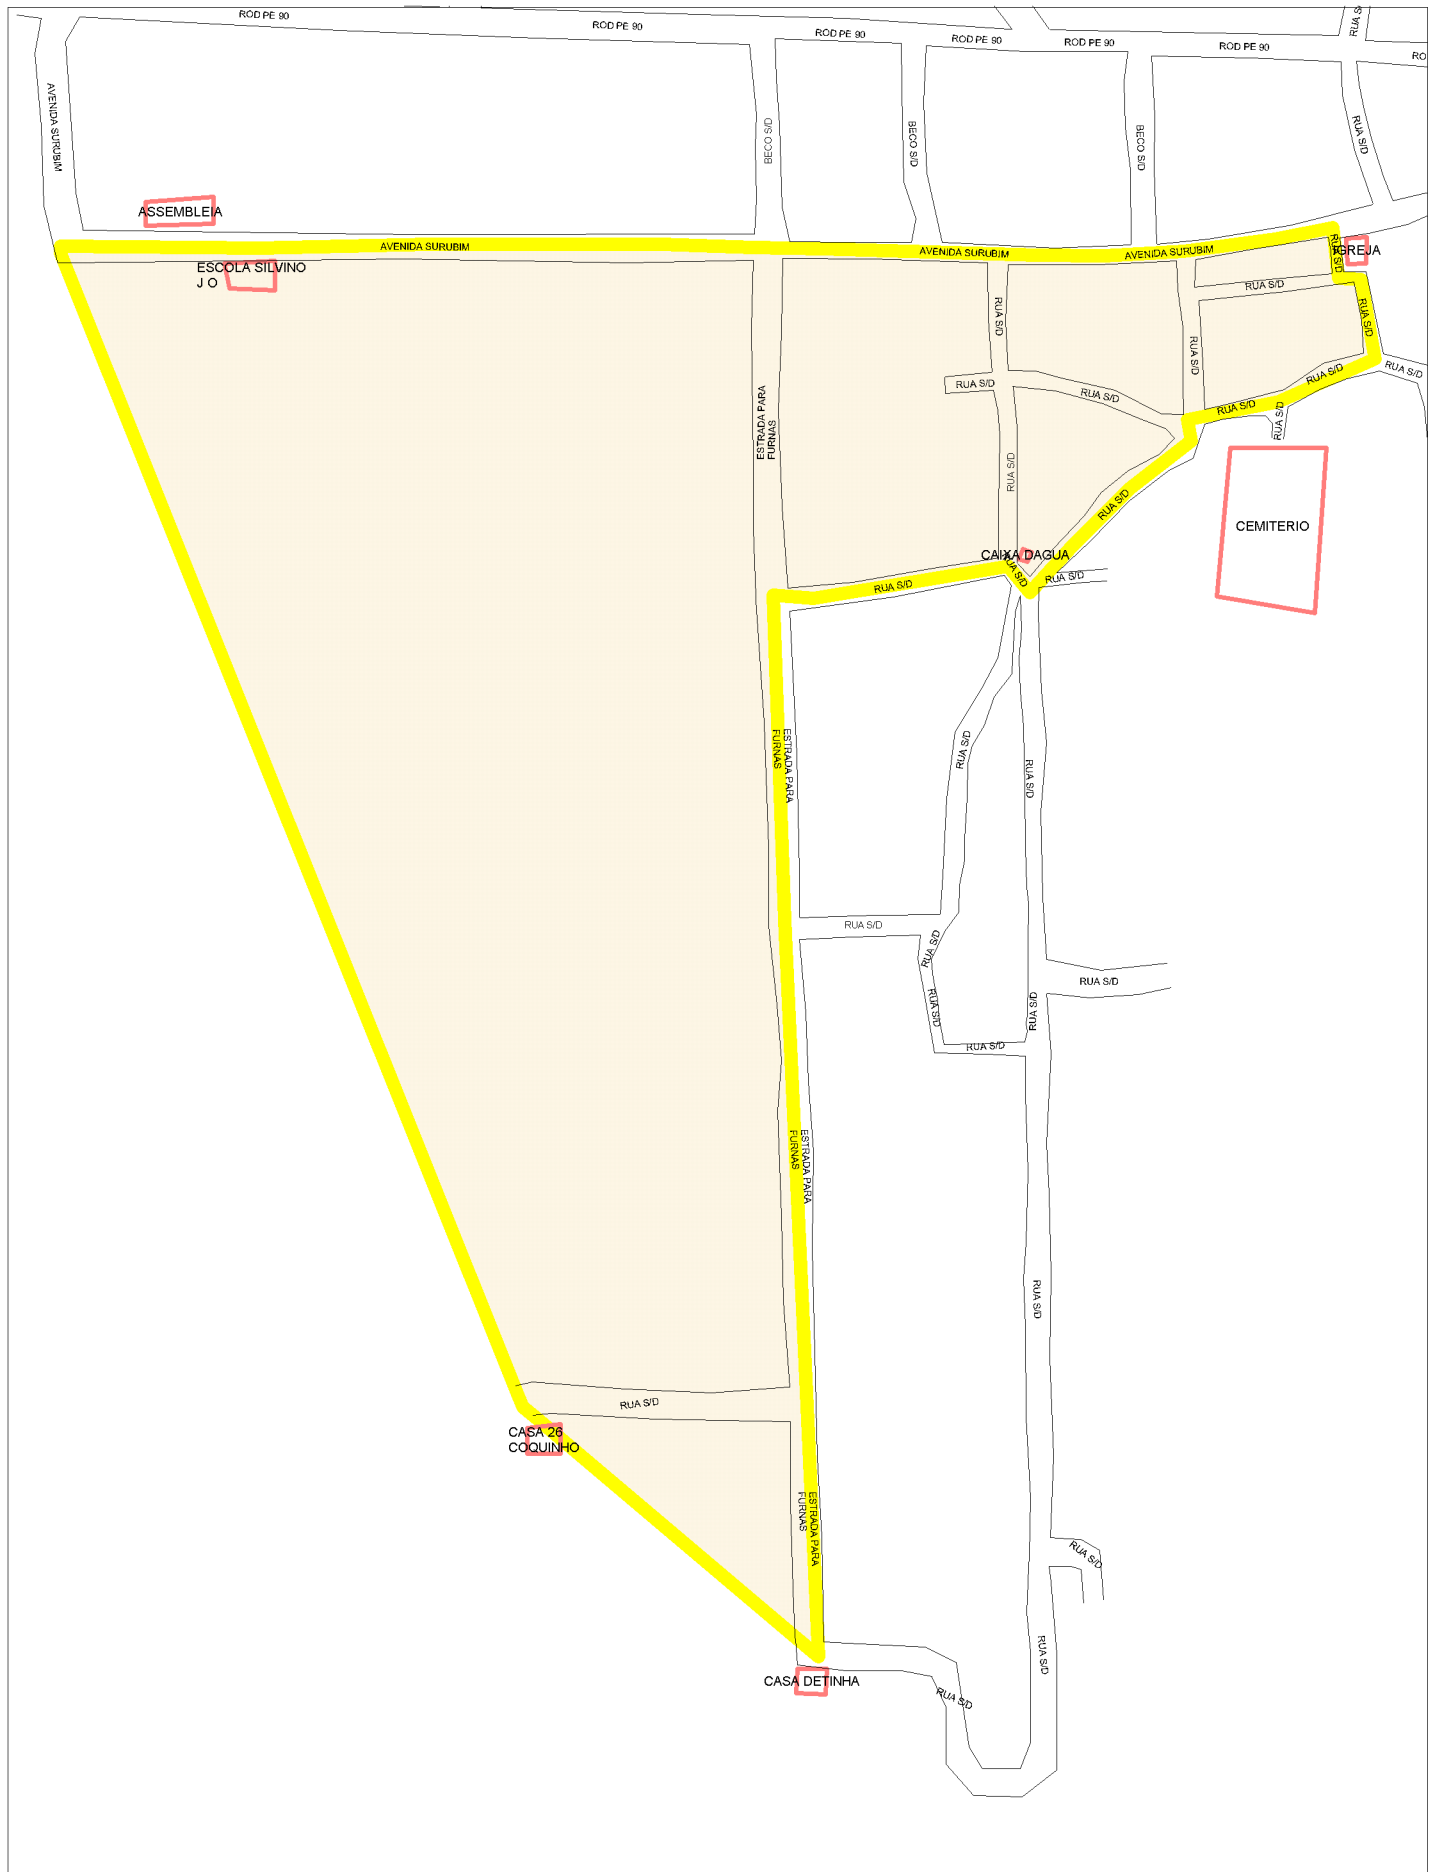 ROD PE 90
ROD PE 90
ROD PE 90
ROD PE 90
ROD PE 90
ROD PE 90
RO
RUA S/
AVENIDA SURUBIM
BECO S/D
BECO S/D
BECO S/D
RUA S/D
ASSEMBLEIA
AVENIDA SURUBIM
AVENIDA SURUBIM
AVENIDA SURUBIM
RUA S/D
IGREJA
ESCOLA SILVINO
J O
RUA S/D
RUA S/D
RUA S/D
RUA S/D
RUA S/D
RUA S/D
RUA S/D
RUA S/D
RUA S/D
ESTRADA PARA
FURNAS
RUA S/D
RUA S/D
RUA S/D
RUA S/D
CEMITERIO
CAIXA DAGUA
RUA S/D
RUA S/D
RUA S/D
ESTRADA PARA
FURNAS
RUA S/D
RUA S/D
RUA S/D
RUA S/D
RUA S/D
RUA S/D
RUA S/D
RUA S/D
ESTRADA PARA
FURNAS
RUA S/D
RUA S/D
CASA 26
COQUINHO
ESTRADA PARA
FURNAS
RUA S/D
RUA S/D
CASA DETINHA
RUA S/D